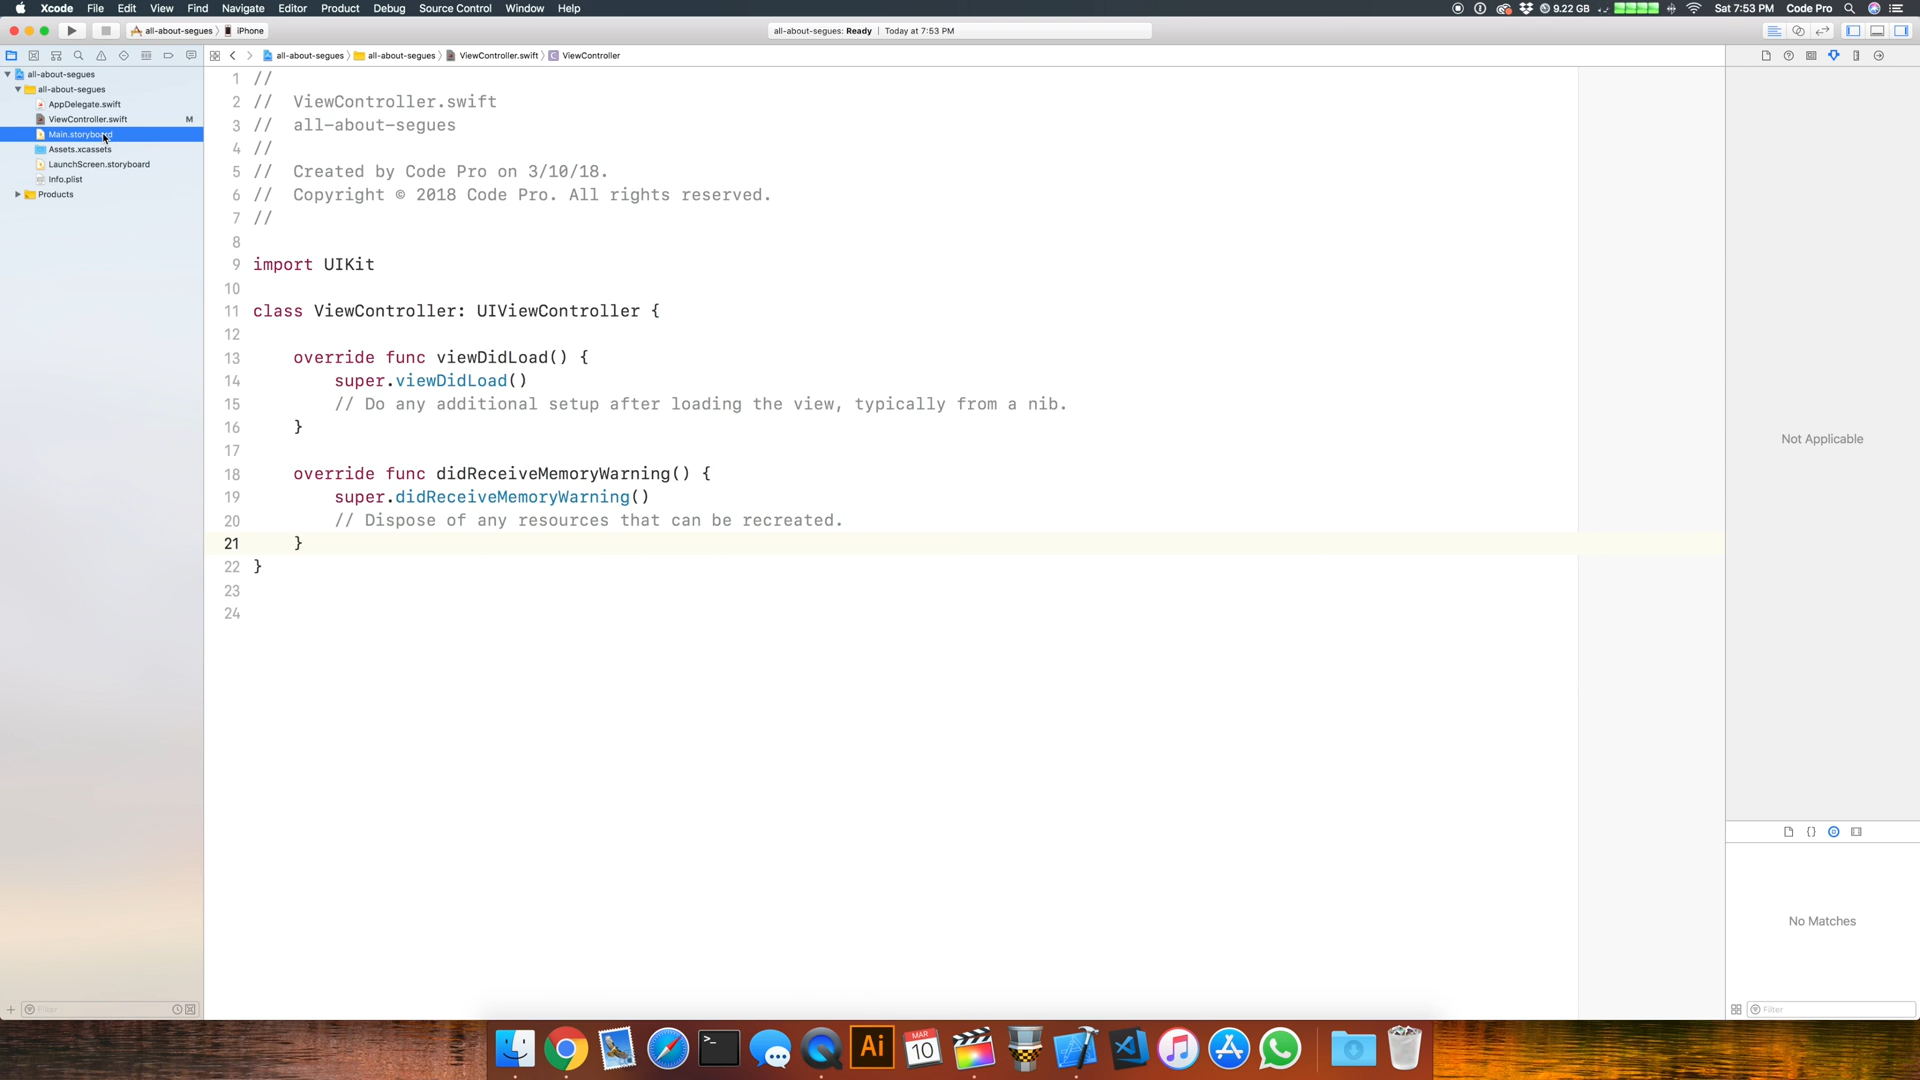 Xcode File Edit View Find Navigate Editor Product Debug Source Control Window Help 9.22 GB Sat 7:53 PM Code Pro
all-about-segues 〉 iPhone
all-about-segues: Ready | Today at 7:53 PM
all-about-segues 〉 all-about-segues 〉 ViewController.swift 〉 C ViewController
all-about-segues
all-about-segues
AppDelegate.swift
ViewController.swift M
Main.storyboard
Assets.xcassets
LaunchScreen.storyboard
Info.plist
Products
1 //
2 //  ViewController.swift
3 //  all-about-segues
4 //
5 //  Created by Code Pro on 3/10/18.
6 //  Copyright © 2018 Code Pro. All rights reserved.
7 //
8
9 import UIKit
10
11 class ViewController: UIViewController {
12
13     override func viewDidLoad() {
14         super.viewDidLoad()
15         // Do any additional setup after loading the view, typically from a nib.
16     }
17
18     override func didReceiveMemoryWarning() {
19         super.didReceiveMemoryWarning()
20         // Dispose of any resources that can be recreated.
21     }
22 }
23
24
Not Applicable
{}
No Matches
+ Filter
Filter
>_
Ai
MAR
10